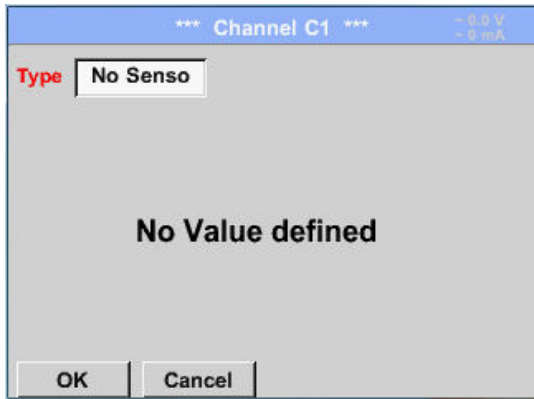 *** Channel C1 ***
~ 0.0 V
~ 0 mA
Type No Senso
No Value defined
OK Cancel